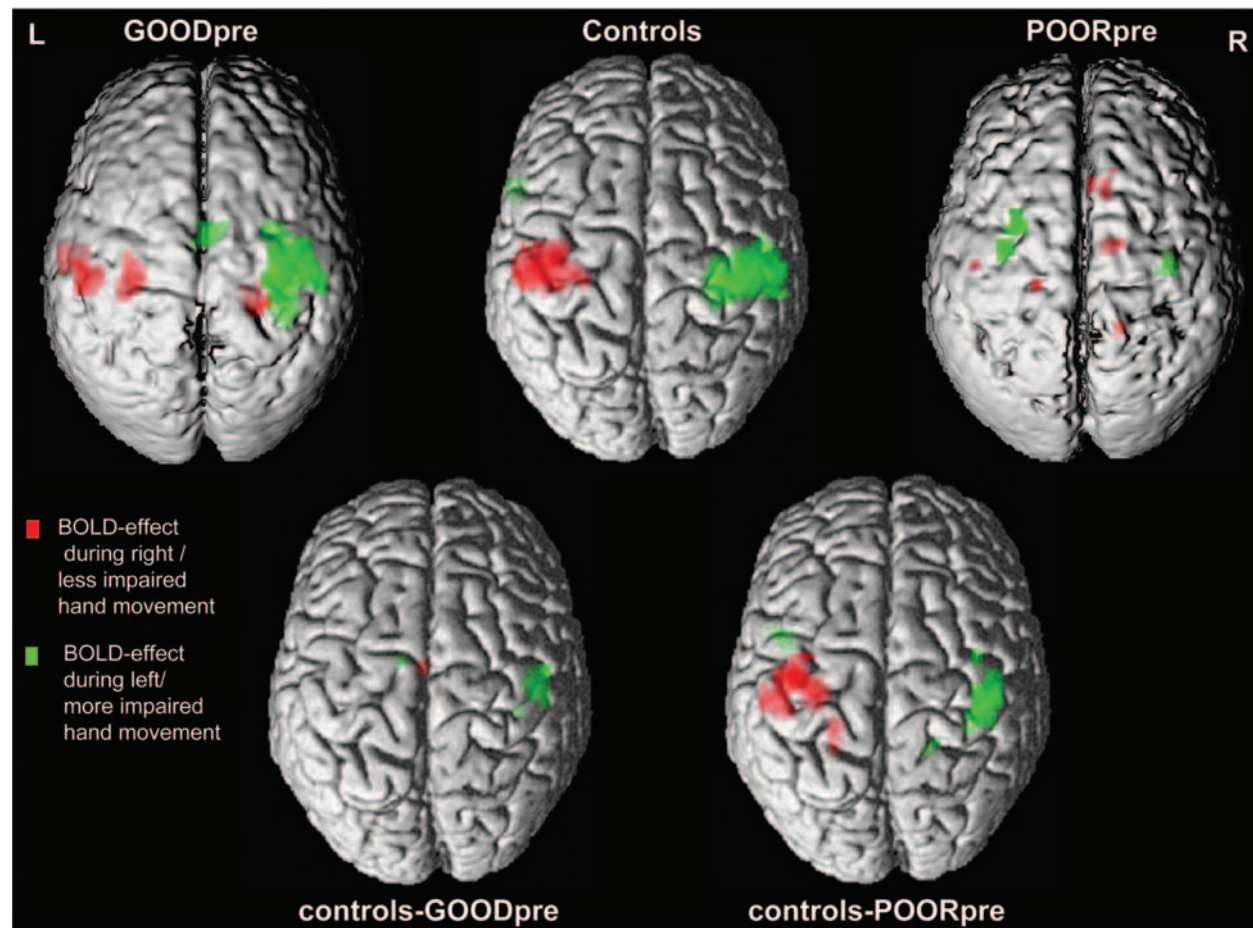 L
GOODpre
Controls
POORpre
R
BOLD-effect
during right /
less impaired
hand movement
BOLD-effect
during left/
more impaired
hand movement
controls-GOODpre
controls-POORpre